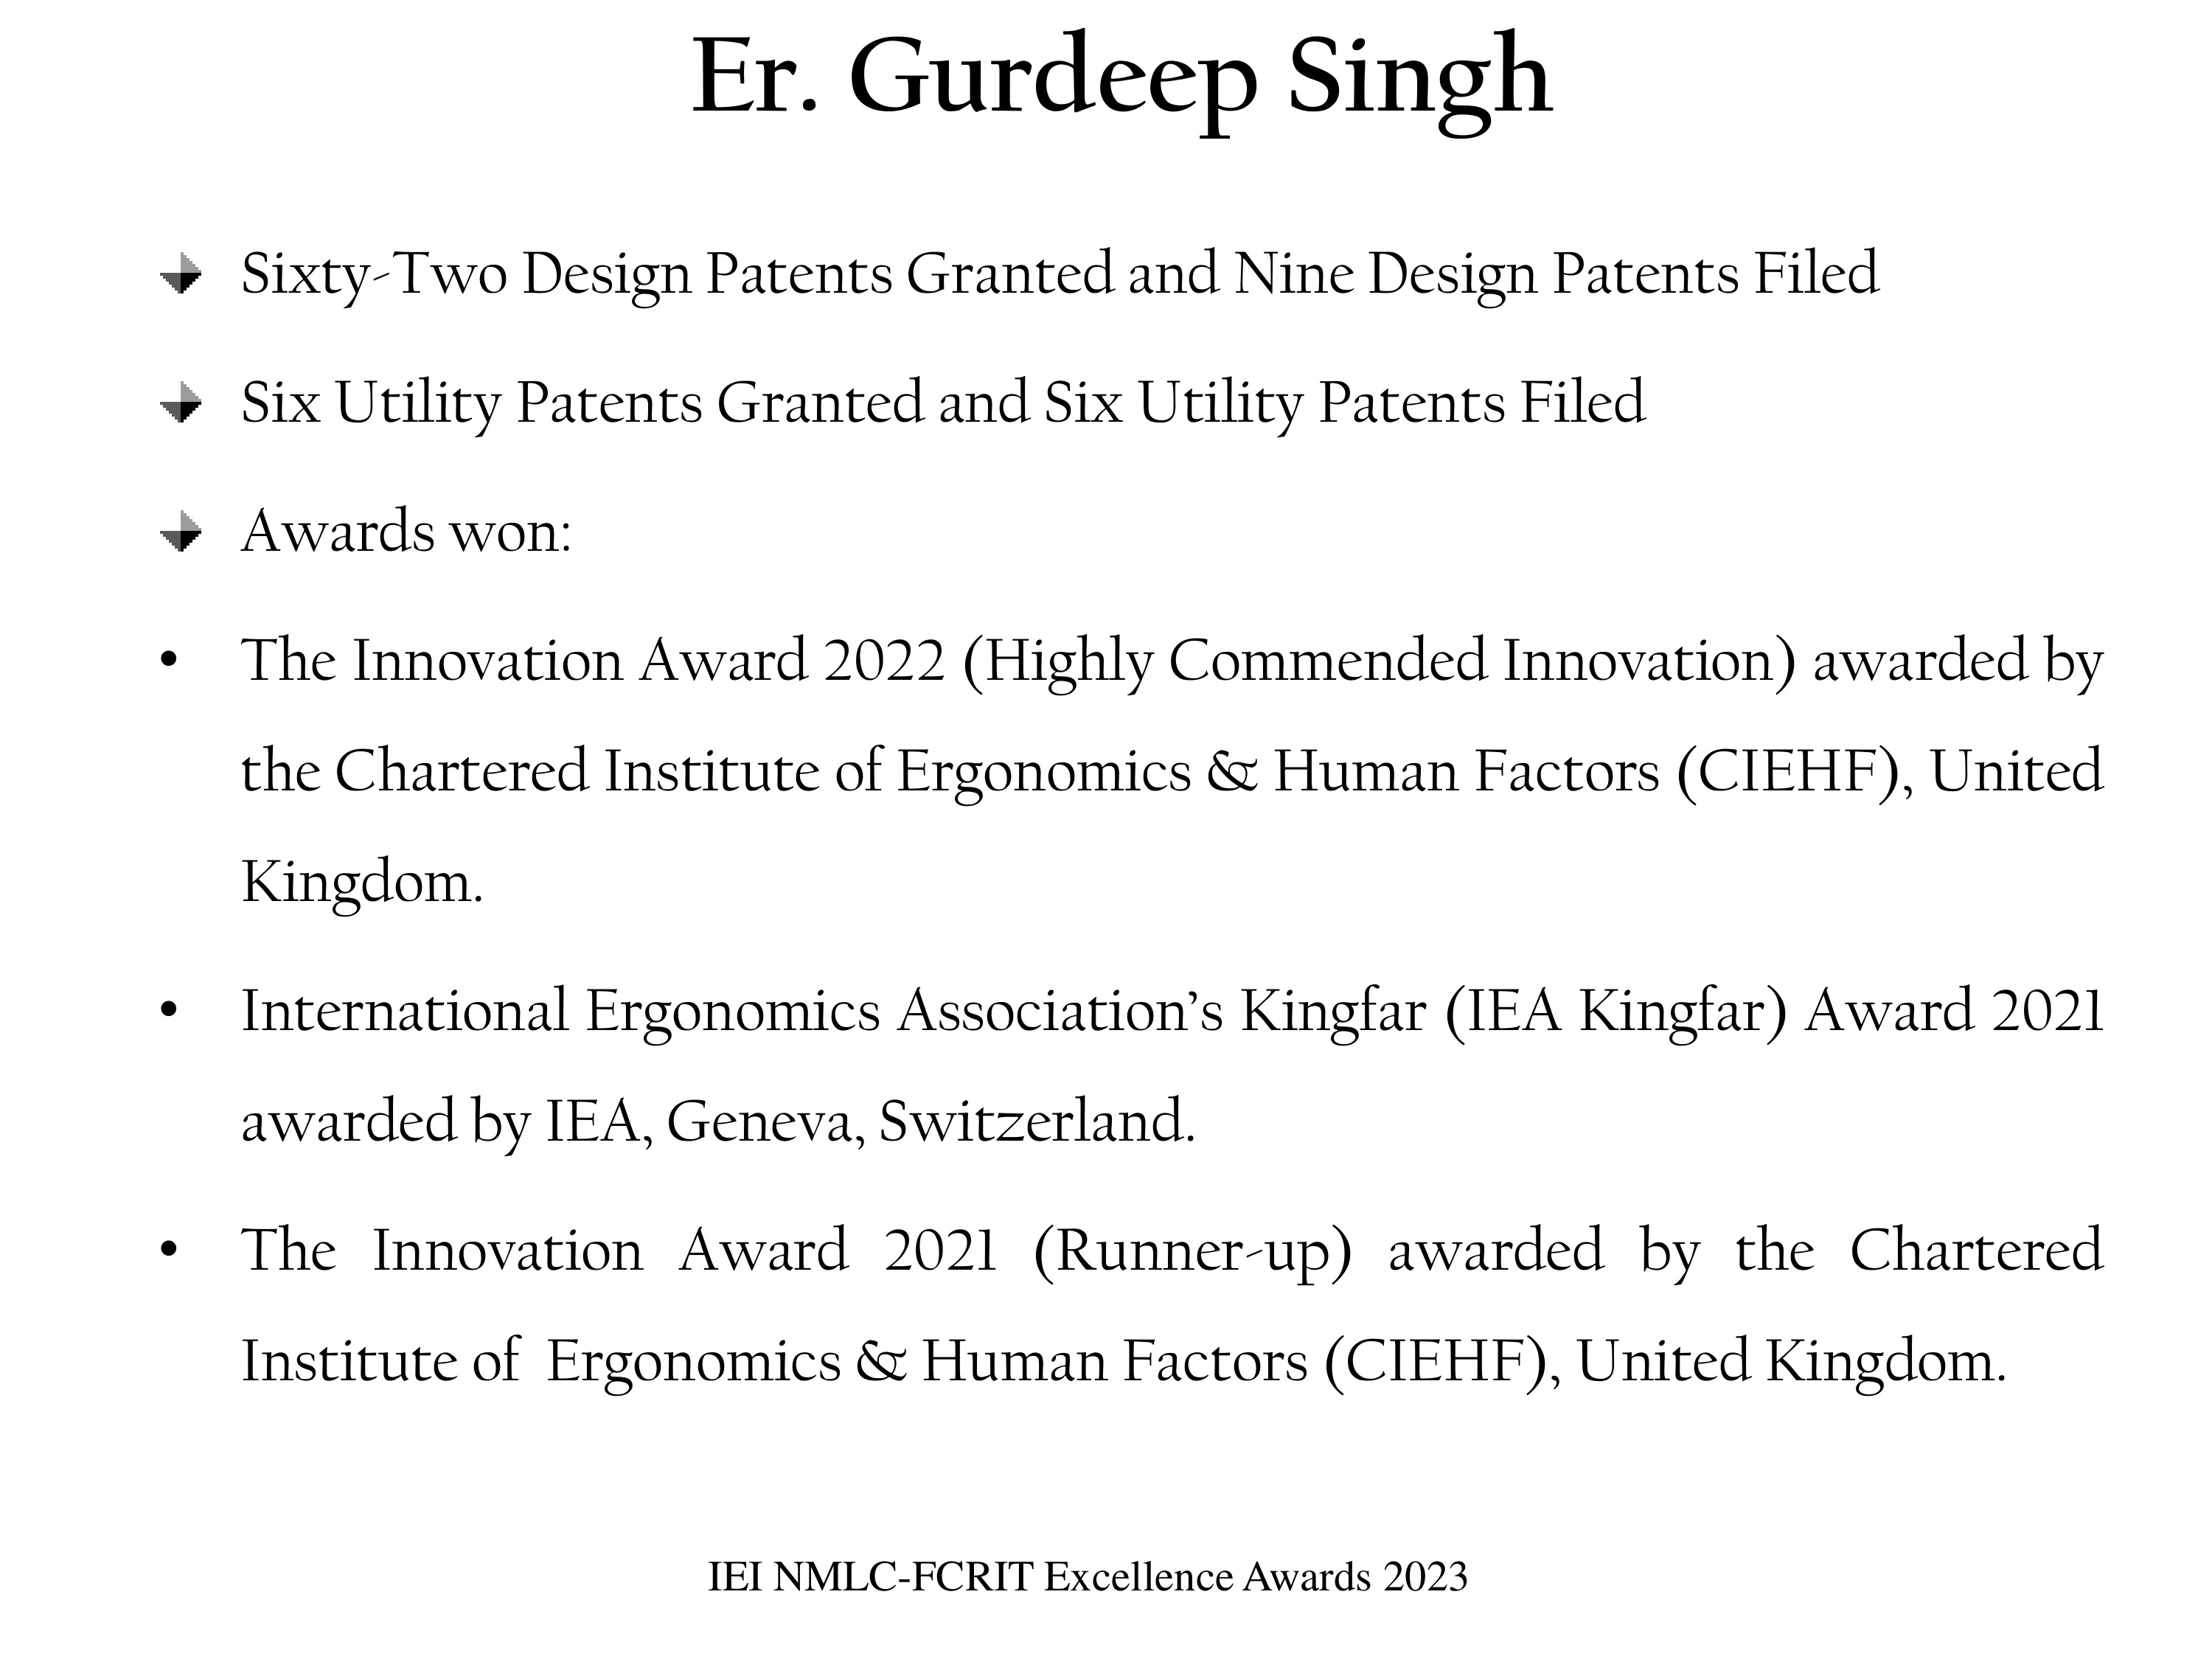 Er. Gurdeep Singh
Sixty-Two Design Patents Granted and Nine Design Patents Filed
Six Utility Patents Granted and Six Utility Patents Filed
Awards won:
• The Innovation Award 2022 (Highly Commended Innovation) awarded by
the Chartered Institute of Ergonomics & Human Factors (CIEHF), United
Kingdom.
• International Ergonomics Association’s Kingfar (IEA Kingfar) Award 2021
awarded by IEA, Geneva, Switzerland.
• The Innovation Award 2021 (Runner-up) awarded by the Chartered
Institute of Ergonomics & Human Factors (CIEHF), United Kingdom.
IEI NMLC-FCRIT Excellence Awards 2023